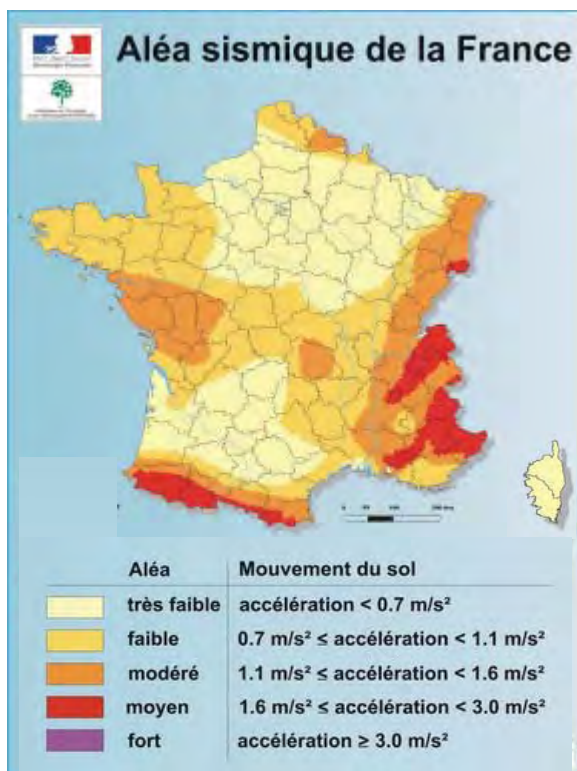 Aléa sismique de la France
Aléa Mouvement du sol
très faible accélération < 0.7 m/s²
faible 0.7 m/s² ≤ accélération < 1.1 m/s²
modéré 1.1 m/s² ≤ accélération < 1.6 m/s²
moyen 1.6 m/s² ≤ accélération < 3.0 m/s²
fort accélération ≥ 3.0 m/s²